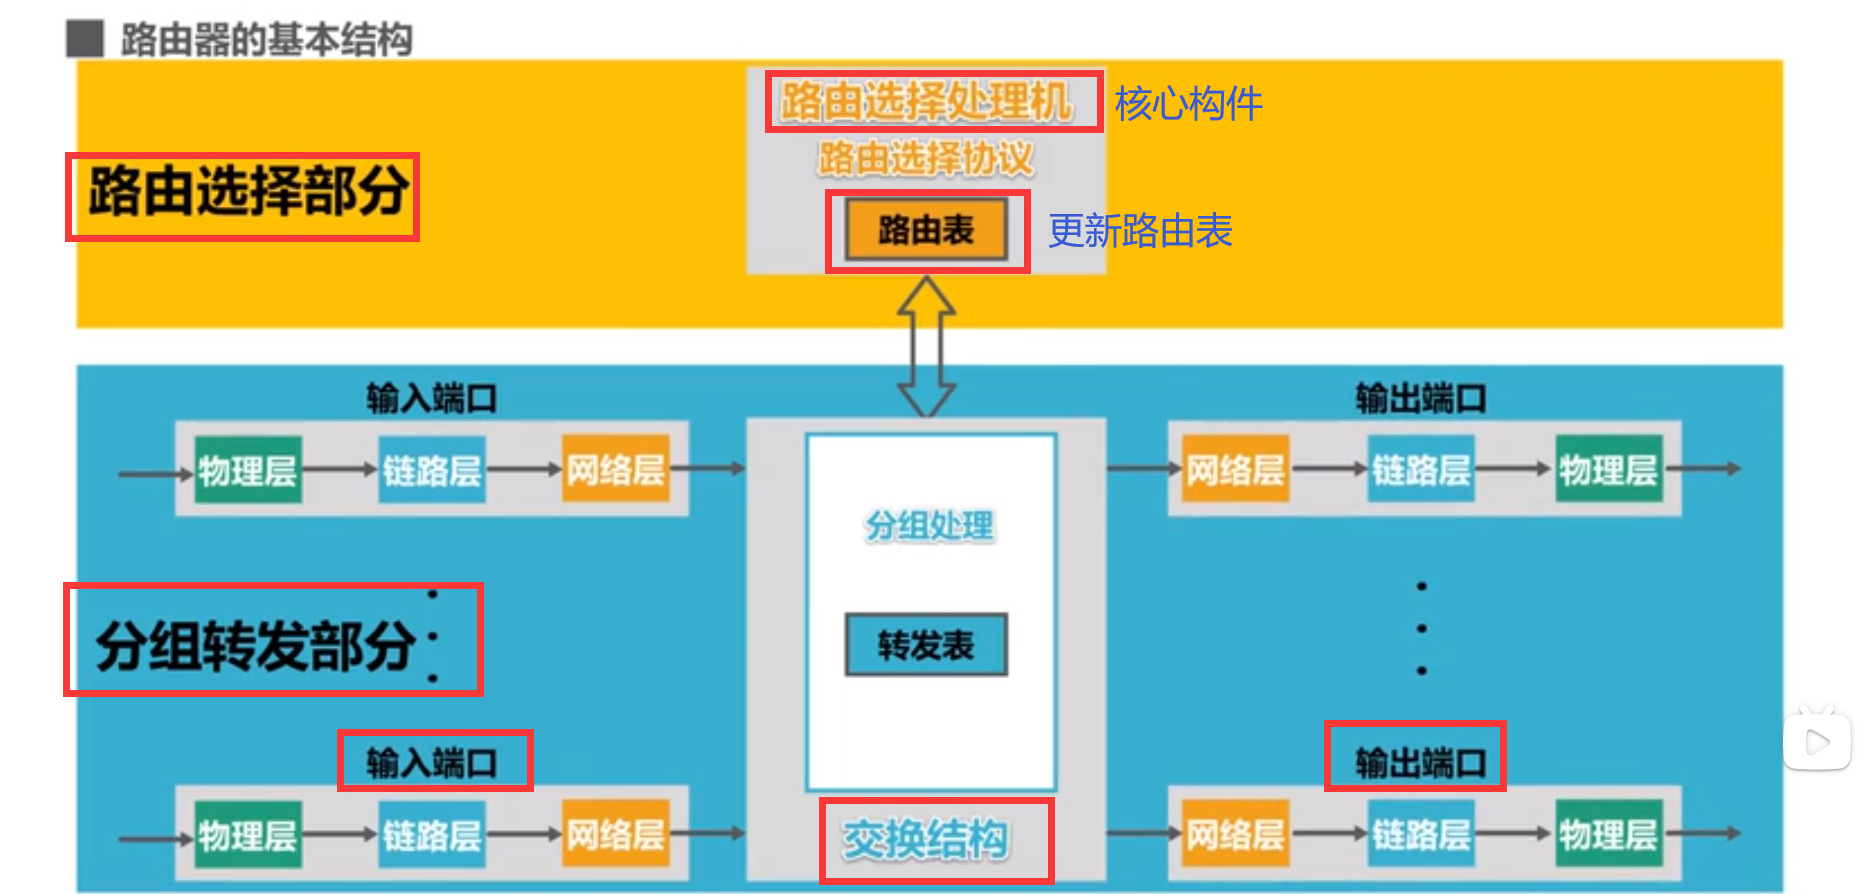 路由器的基本结构
路由选择处理机 核心构件
路由选择协议
路由选择部分
路由表 更新路由表
输入端口
输出端口
物理层 链路层 网络层
网络层 链路层 物理层
分组处理
分组转发部分
转发表
输入端口
输出端口
物理层 链路层 网络层
交换结构
网络层 链路层 物理层